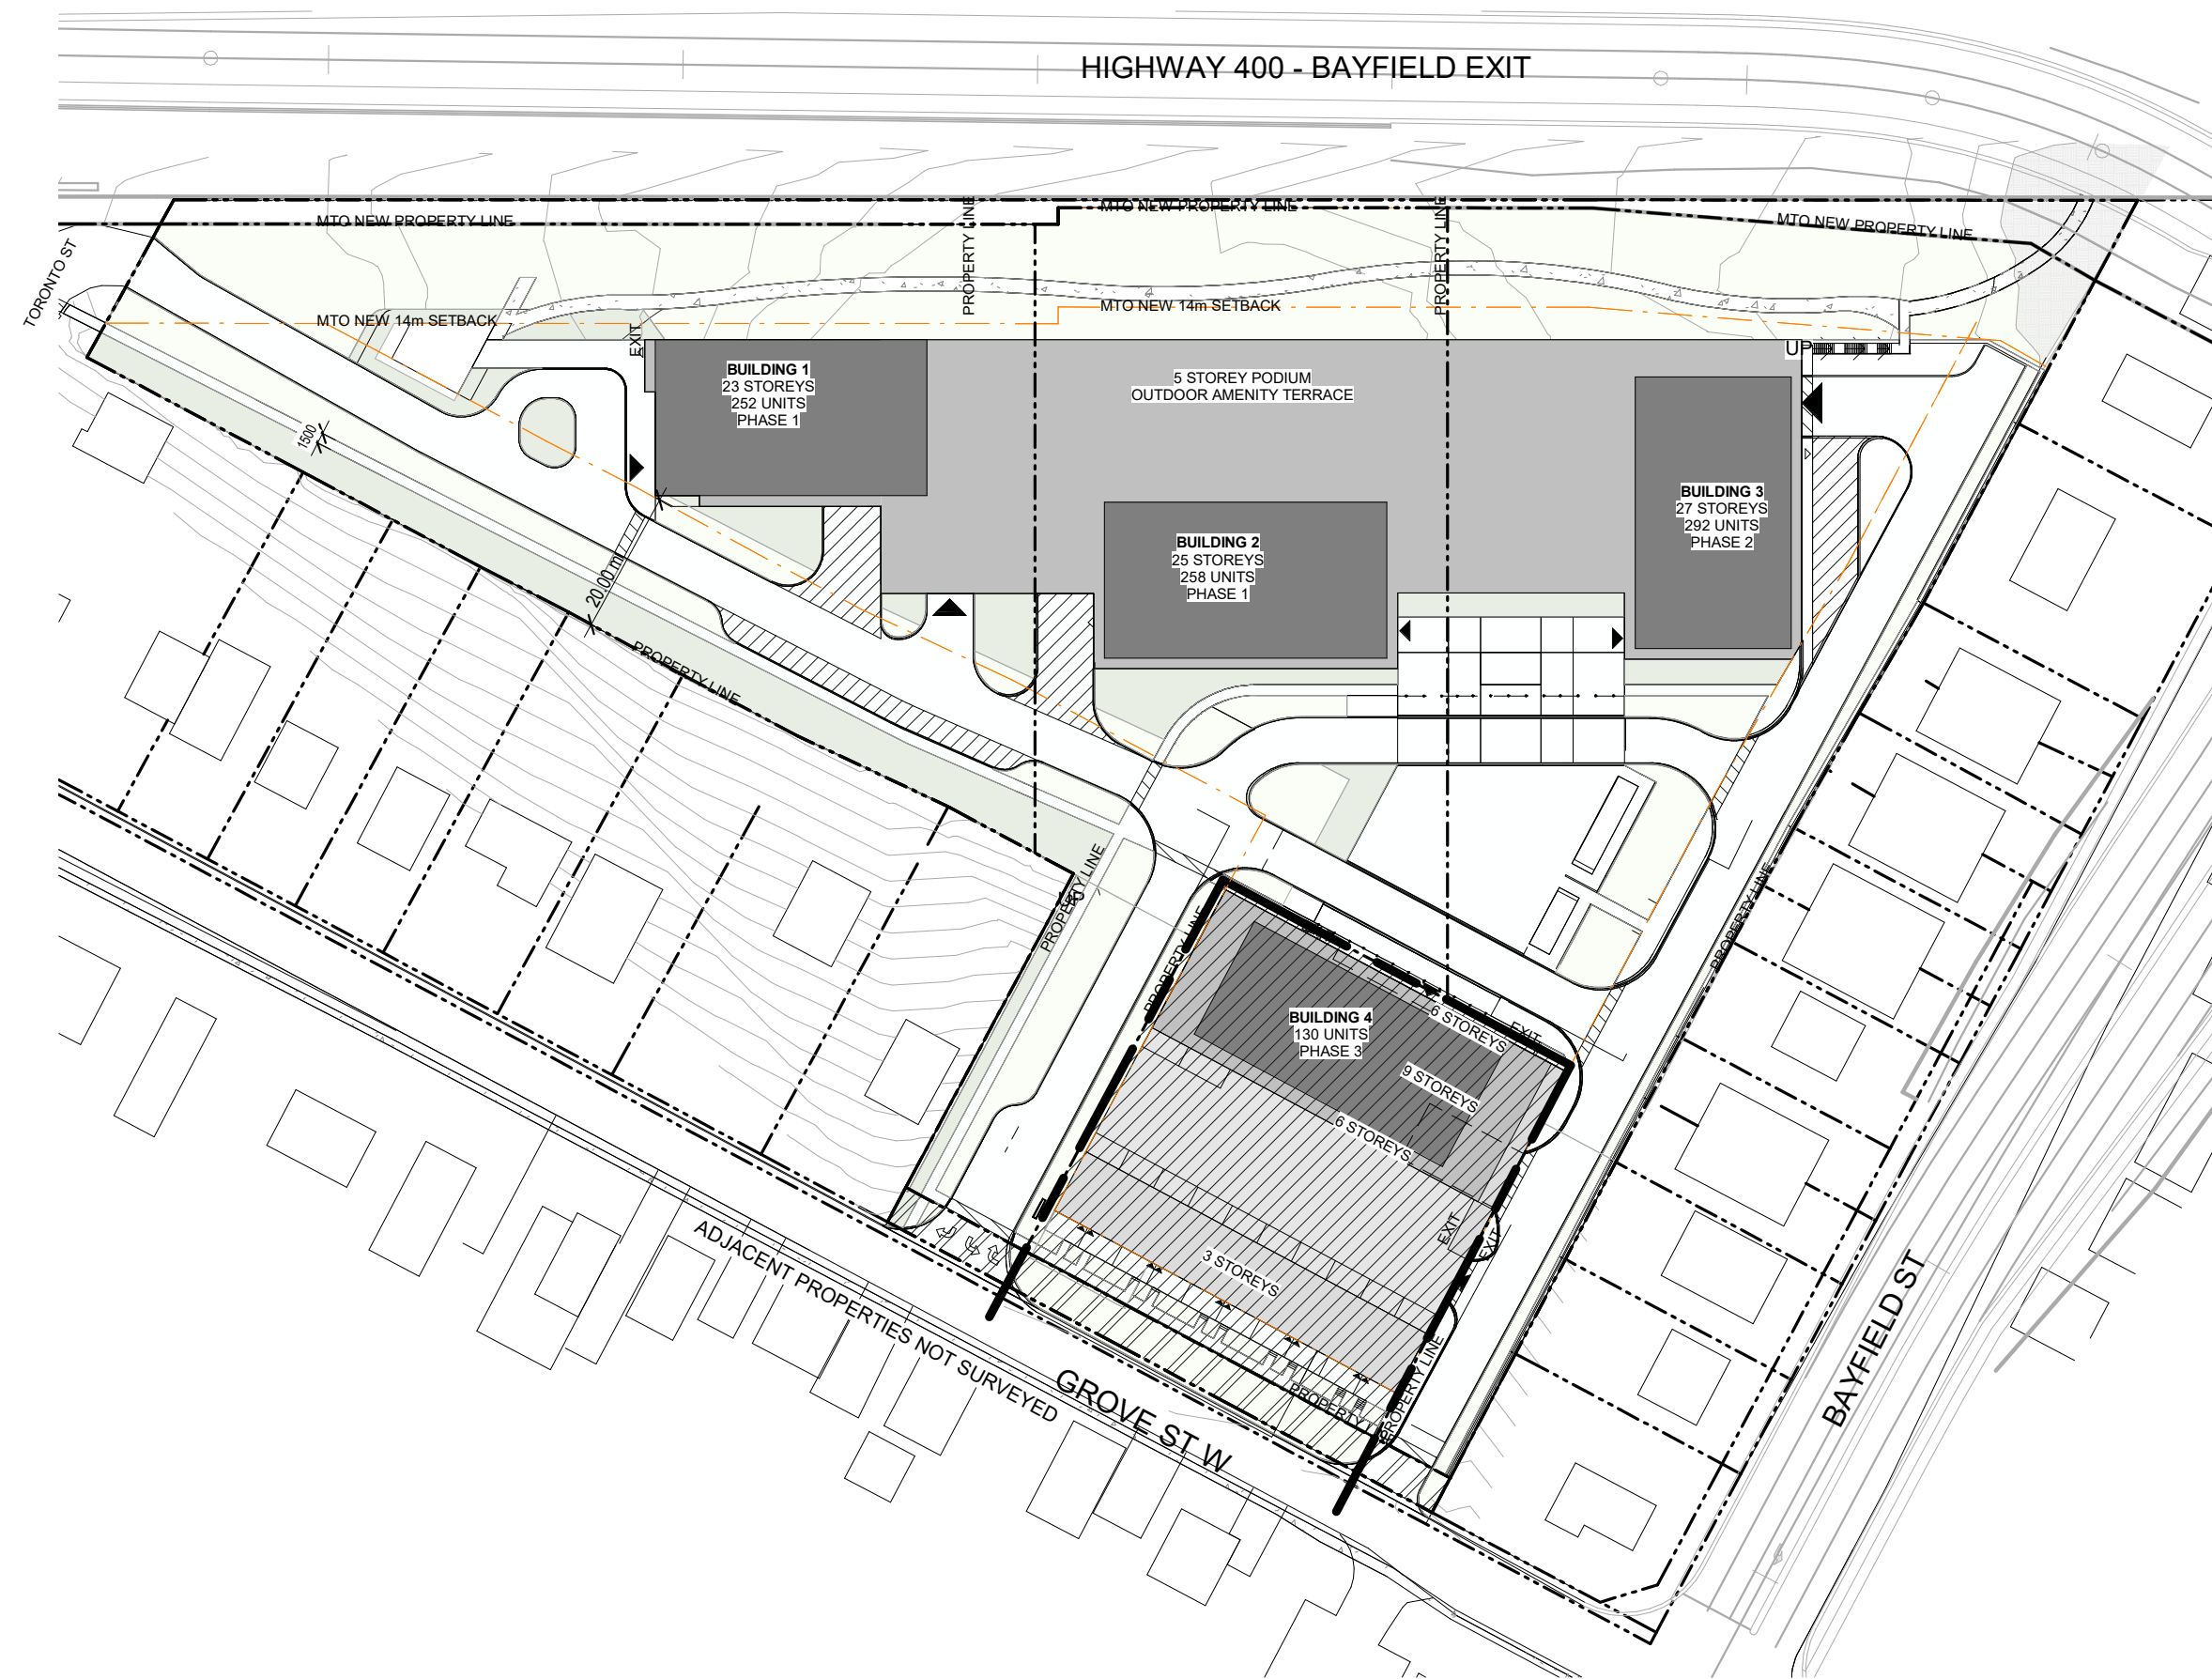 HIGHWAY 400 - BAYFIELD EXIT
MTO NEW PROPERTY LINE
MTO NEW PROPERTY LINE
MTO NEW PROPERTY LINE
PROPERTY LINE
PROPERTY LINE
TORONTO ST
MTO NEW 14m SETBACK
MTO NEW 14m SETBACK
EXIT
UP
BUILDING 1
23 STOREYS
252 UNITS
PHASE 1
5 STOREY PODIUM
OUTDOOR AMENITY TERRACE
1500
BUILDING 3
27 STOREYS
292 UNITS
PHASE 2
BUILDING 2
25 STOREYS
258 UNITS
PHASE 1
20.00 m
PROPERTY LINE
PROPERTY LINE
PROPERTY LINE
PROPERTY LINE
BUILDING 4
130 UNITS
PHASE 3
6 STOREYS
EXIT
9 STOREYS
6 STOREYS
3 STOREYS
EXIT
EXIT
PROPERTY
PROPERTY LINE
ADJACENT PROPERTIES NOT SURVEYED
GROVE ST W
BAYFIELD ST